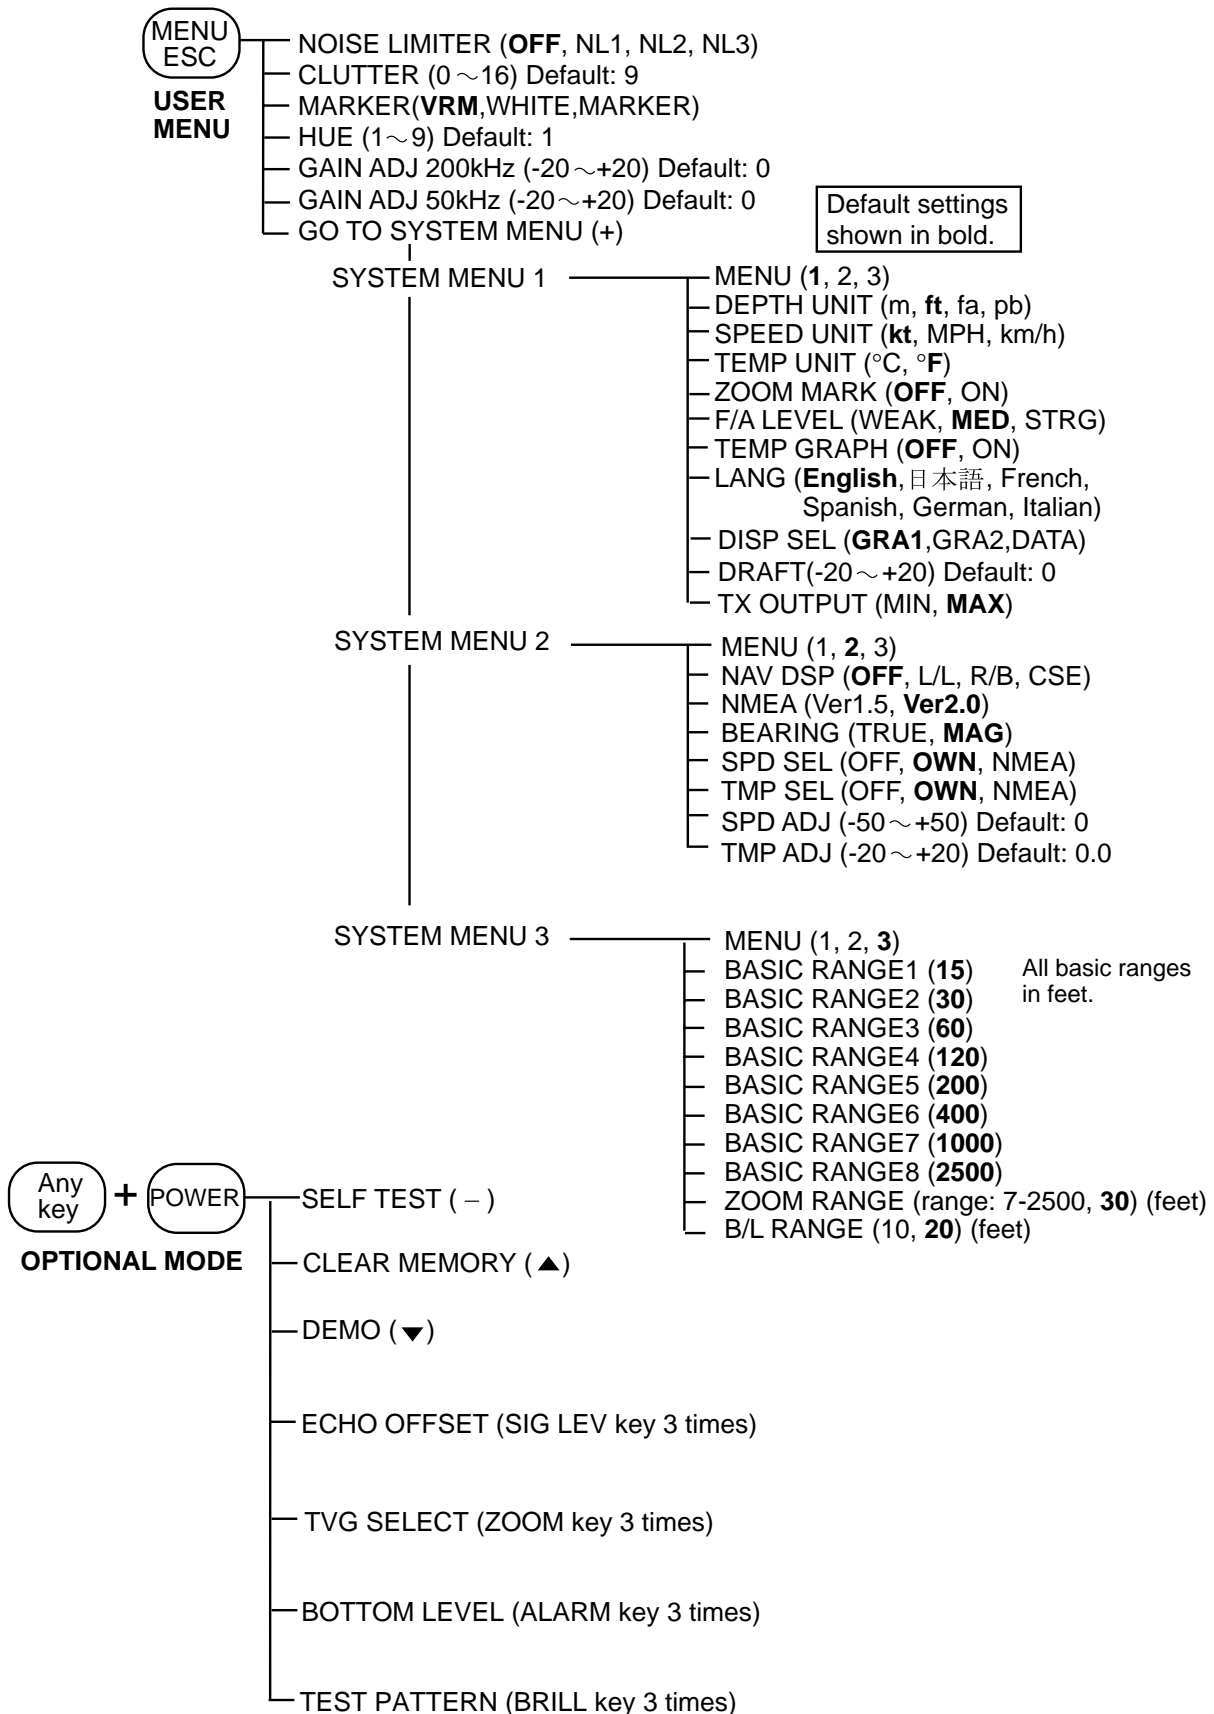 MENU
ESC
USER
MENU
NOISE LIMITER (OFF, NL1, NL2, NL3)
CLUTTER (0～16) Default: 9
MARKER(VRM,WHITE,MARKER)
HUE (1～9) Default: 1
GAIN ADJ 200kHz (-20～+20) Default: 0
GAIN ADJ 50kHz (-20～+20) Default: 0
GO TO SYSTEM MENU (+)
Default settings
shown in bold.
SYSTEM MENU 1
MENU (1, 2, 3)
DEPTH UNIT (m, ft, fa, pb)
SPEED UNIT (kt, MPH, km/h)
TEMP UNIT (°C, °F)
ZOOM MARK (OFF, ON)
F/A LEVEL (WEAK, MED, STRG)
TEMP GRAPH (OFF, ON)
LANG (English,日本語, French,
Spanish, German, Italian)
DISP SEL (GRA1,GRA2,DATA)
DRAFT(-20～+20) Default: 0
TX OUTPUT (MIN, MAX)
SYSTEM MENU 2
MENU (1, 2, 3)
NAV DSP (OFF, L/L, R/B, CSE)
NMEA (Ver1.5, Ver2.0)
BEARING (TRUE, MAG)
SPD SEL (OFF, OWN, NMEA)
TMP SEL (OFF, OWN, NMEA)
SPD ADJ (-50～+50) Default: 0
TMP ADJ (-20～+20) Default: 0.0
SYSTEM MENU 3
MENU (1, 2, 3)
BASIC RANGE1 (15)
BASIC RANGE2 (30)
BASIC RANGE3 (60)
BASIC RANGE4 (120)
BASIC RANGE5 (200)
BASIC RANGE6 (400)
BASIC RANGE7 (1000)
BASIC RANGE8 (2500)
ZOOM RANGE (range: 7-2500, 30) (feet)
B/L RANGE (10, 20) (feet)
All basic ranges
in feet.
Any
key
+
POWER
OPTIONAL MODE
SELF TEST ( – )
CLEAR MEMORY (▲)
DEMO (▼)
ECHO OFFSET (SIG LEV key 3 times)
TVG SELECT (ZOOM key 3 times)
BOTTOM LEVEL (ALARM key 3 times)
TEST PATTERN (BRILL key 3 times)